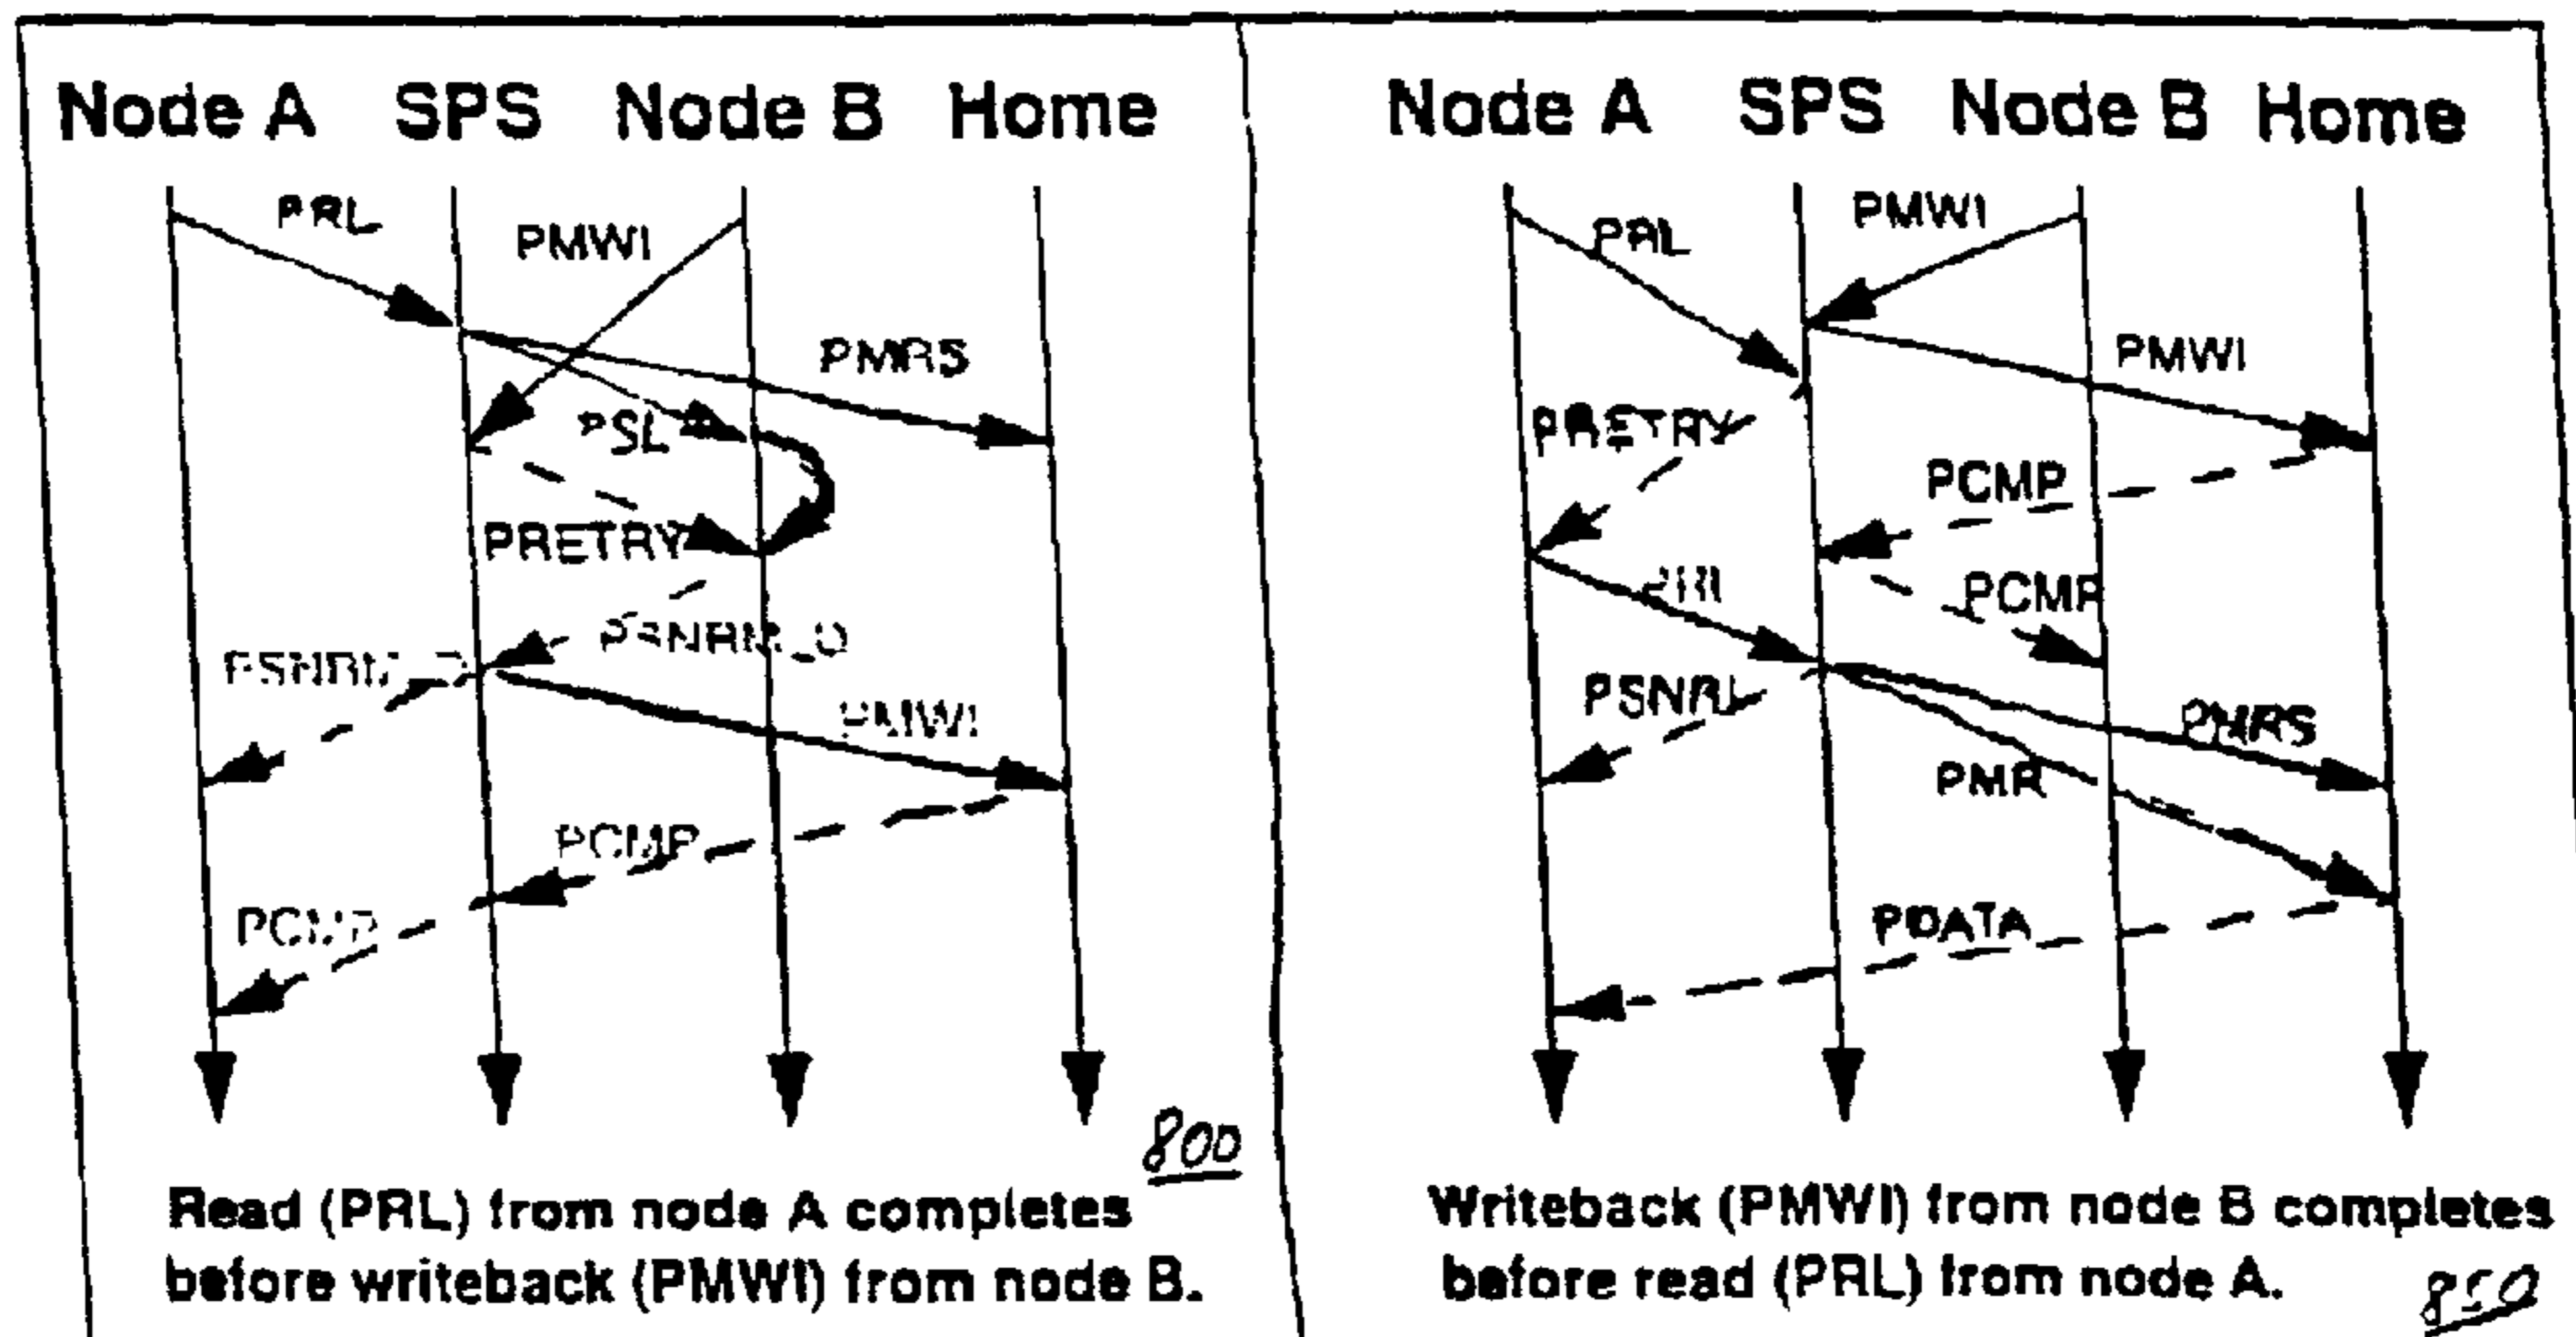 Node A SPS Node B Home
PRL
PMWI
PMRS
PSL
PRETRY
PMWI
PCMP
PCMP
800
Read (PRL) from node A completes
before writeback (PMWI) from node B.
Node A SPS Node B Home
PMWI
PRL
PMWI
PRETRY
PCMP
PCMP
PSNRL
PMRS
PMR
PDATA
Writeback (PMWI) from node B completes
before read (PRL) from node A.
850